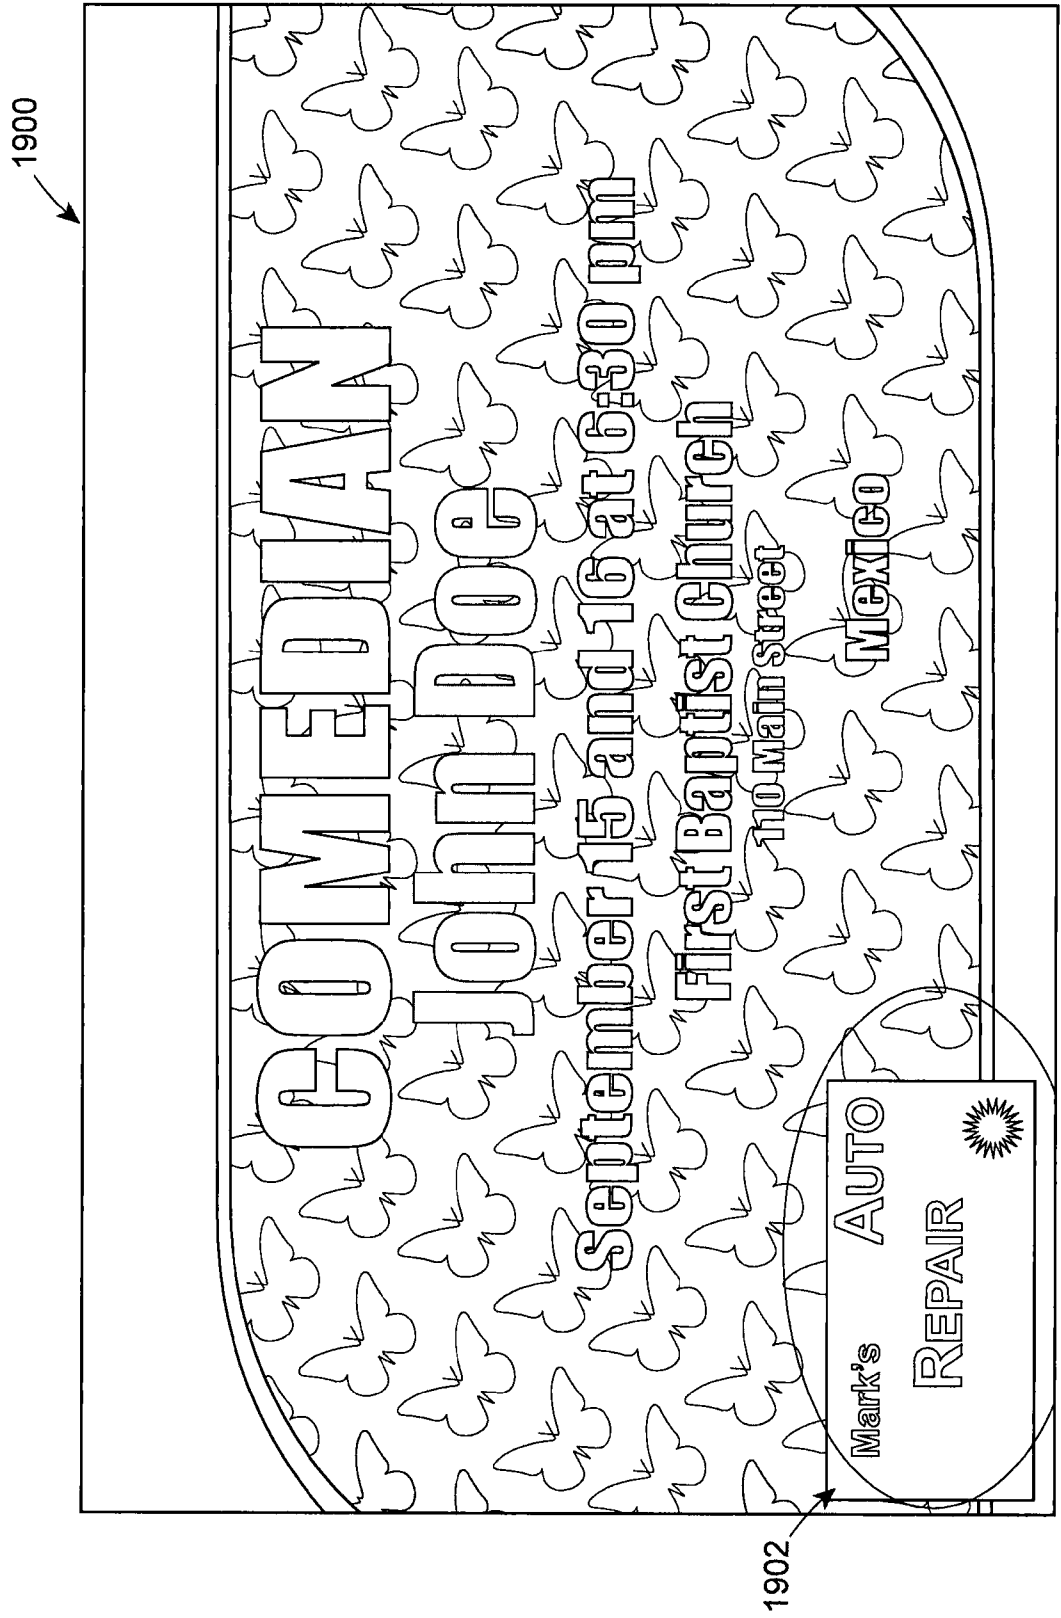 1900
COMEDIAN
John Doe
September 15 and 16 at 6:30 pm
First Baptist Church
110 Main street
Mexico
Mark's AUTO
REPAIR
1902